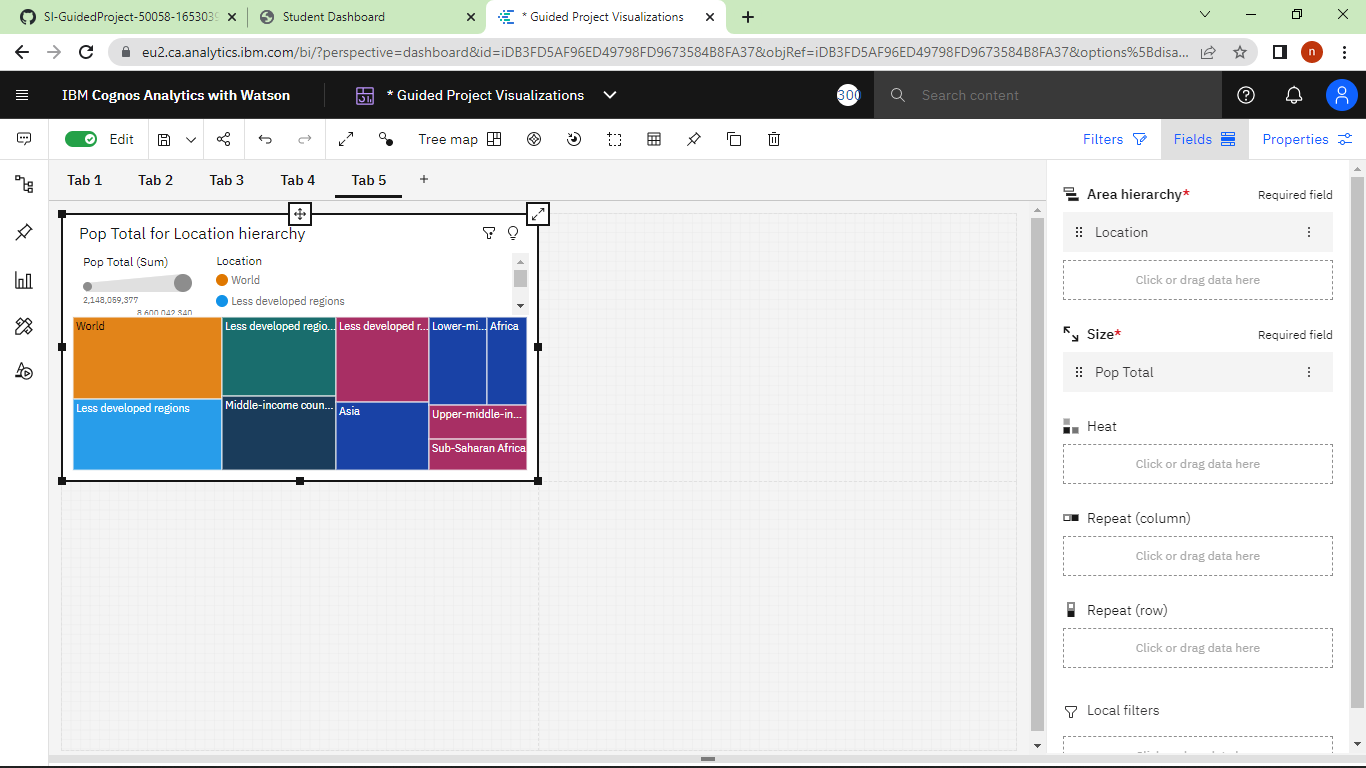 SI-GuidedProject-50058-1653039
Student Dashboard
* Guided Project Visualizations
eu2.ca.analytics.ibm.com/bi/?perspective=dashboard&id=iDB3FD5AF96ED49798FD9673584B8FA37&objRef=iDB3FD5AF96ED49798FD9673584B8FA37&options%5Bdisa...
n
IBM Cognos Analytics with Watson
* Guided Project Visualizations
300
Search content
Edit
Tree map
Filters
Fields
Properties
Tab 1
Tab 2
Tab 3
Tab 4
Tab 5
Pop Total for Location hierarchy
Pop Total (Sum)
2,148,059,377
8,600,042,340
Location
World
Less developed regions
World
Less developed regio...
Less developed r...
Lower-mi...
Africa
Less developed regions
Middle-income coun...
Asia
Upper-middle-in...
Sub-Saharan Africa
Area hierarchy*
Required field
Location
Click or drag data here
Size*
Required field
Pop Total
Heat
Click or drag data here
Repeat (column)
Click or drag data here
Repeat (row)
Click or drag data here
Local filters